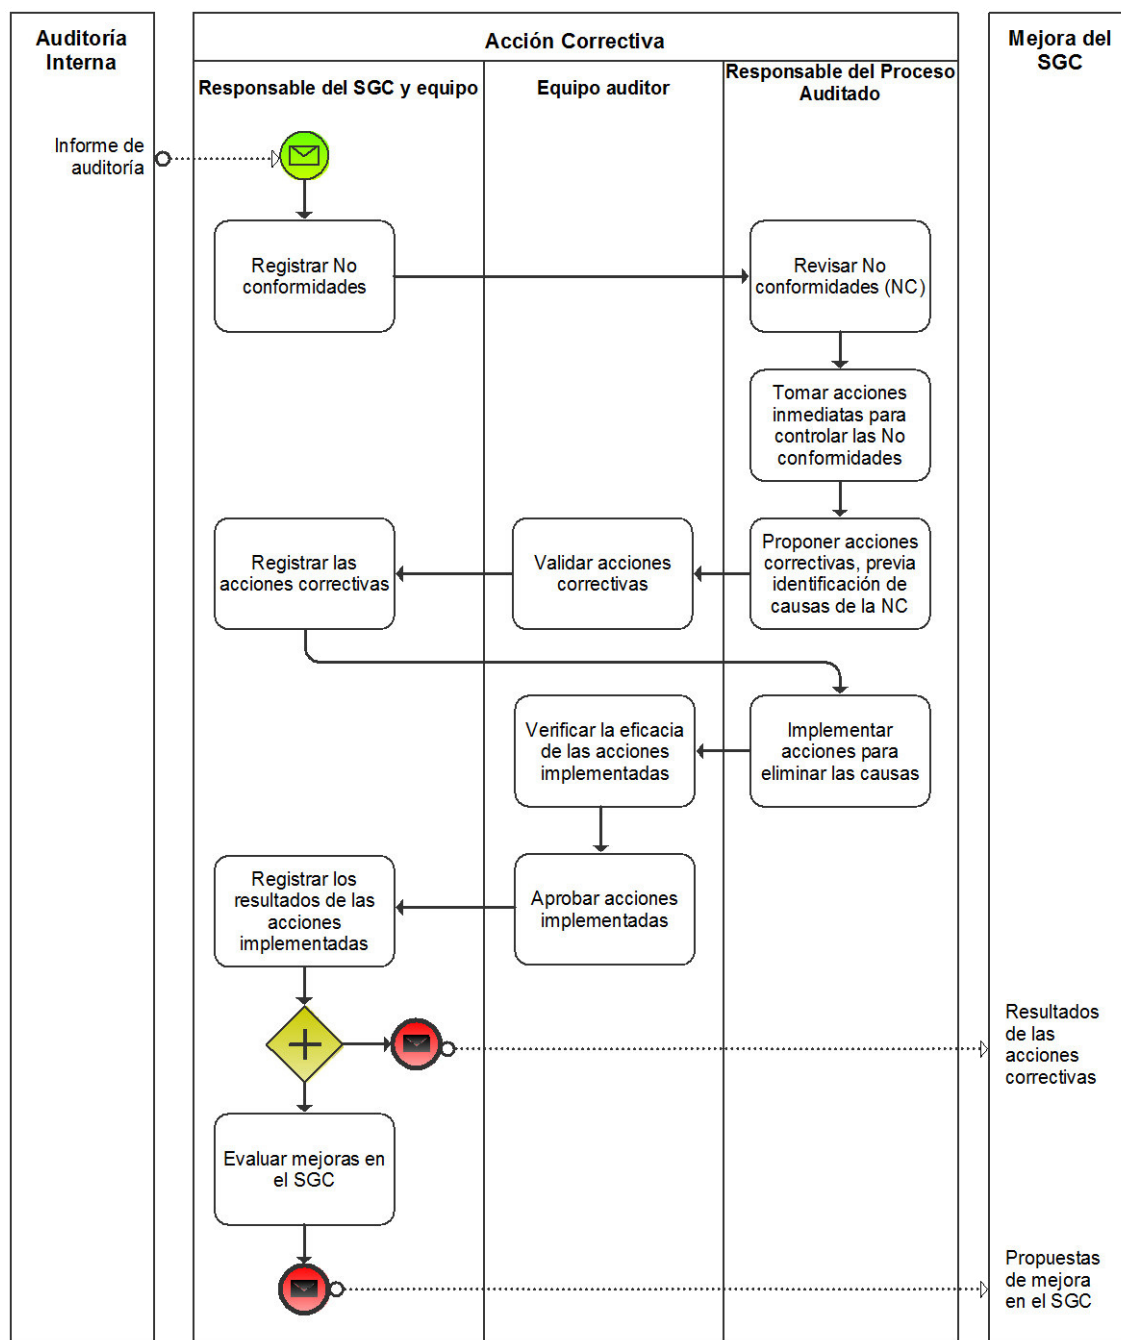 Auditoría
Interna
Acción Correctiva
Mejora del
SGC
Responsable del SGC y equipo
Equipo auditor
Responsable del Proceso
Auditado
Informe de
auditoría
Registrar No
conformidades
Revisar No
conformidades (NC)
Tomar acciones
inmediatas para
controlar las No
conformidades
Registrar las
acciones correctivas
Validar acciones
correctivas
Proponer acciones
correctivas, previa
identificación de
causas de la NC
Verificar la eficacia
de las acciones
implementadas
Implementar
acciones para
eliminar las causas
Registrar los
resultados de las
acciones
implementadas
Aprobar acciones
implementadas
Resultados
de las
acciones
correctivas
Evaluar mejoras en
el SGC
Propuestas
de mejora
en el SGC